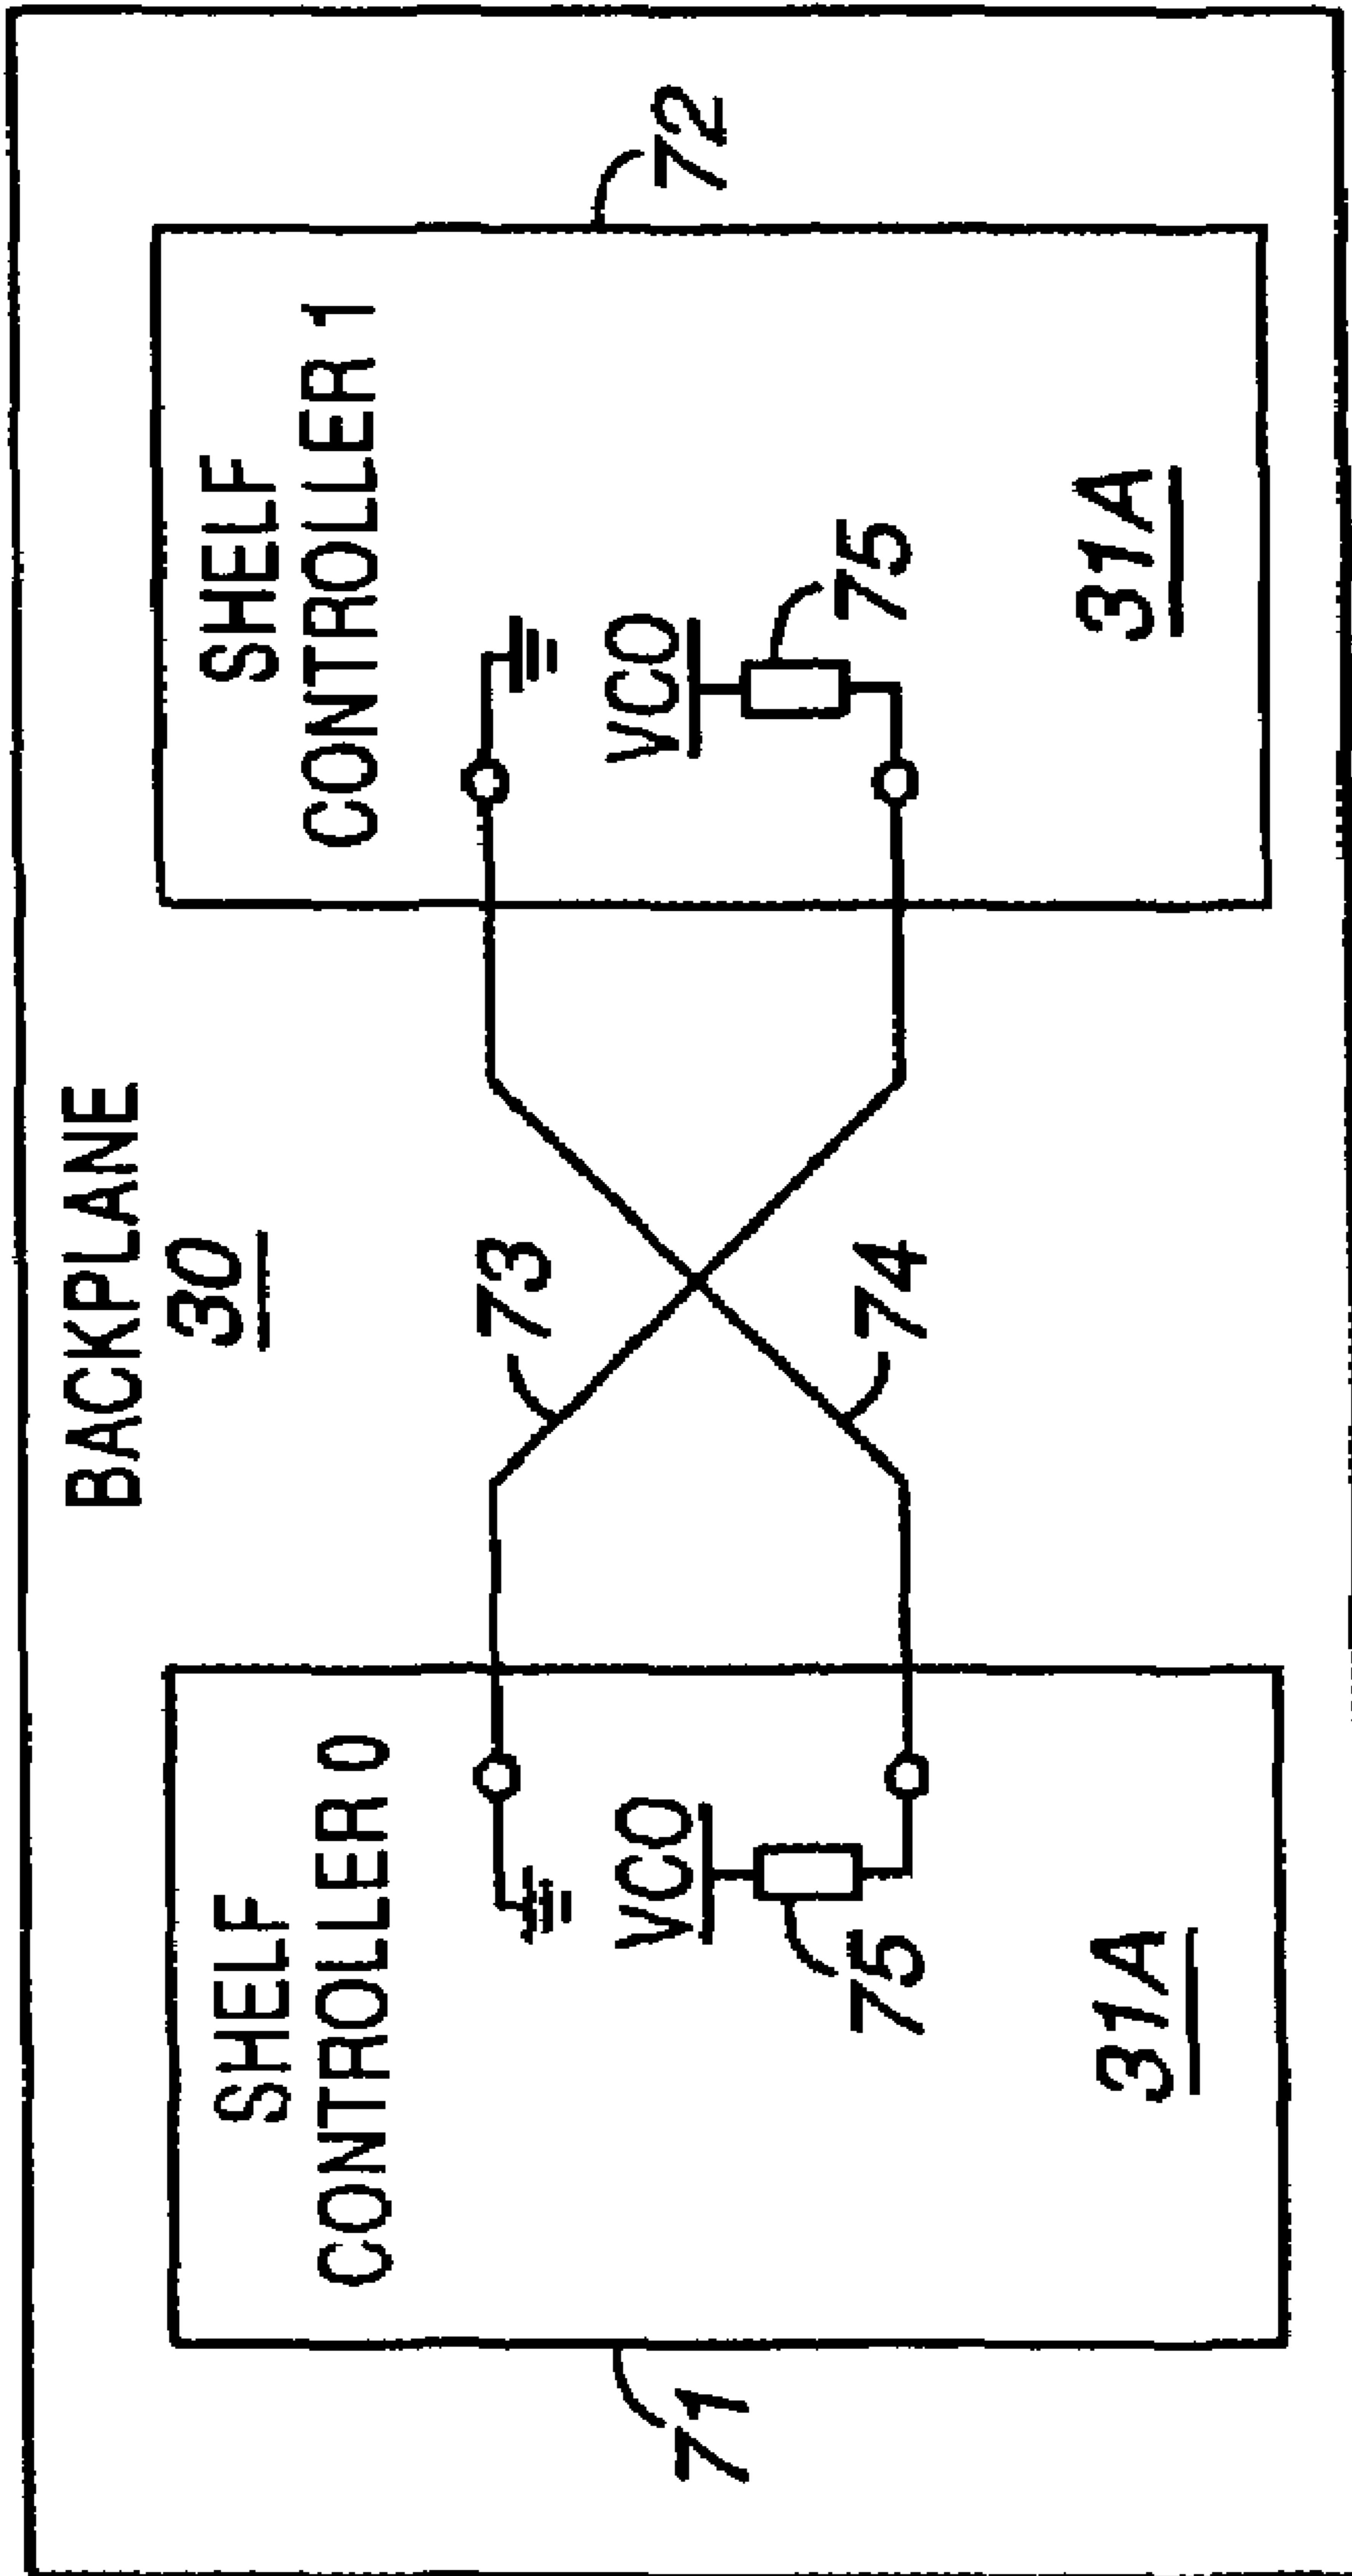 BACKPLANE
30
SHELF
CONTROLLER 0
VCO
75
31A
71
73
74
SHELF
CONTROLLER 1
VCO
75
31A
72